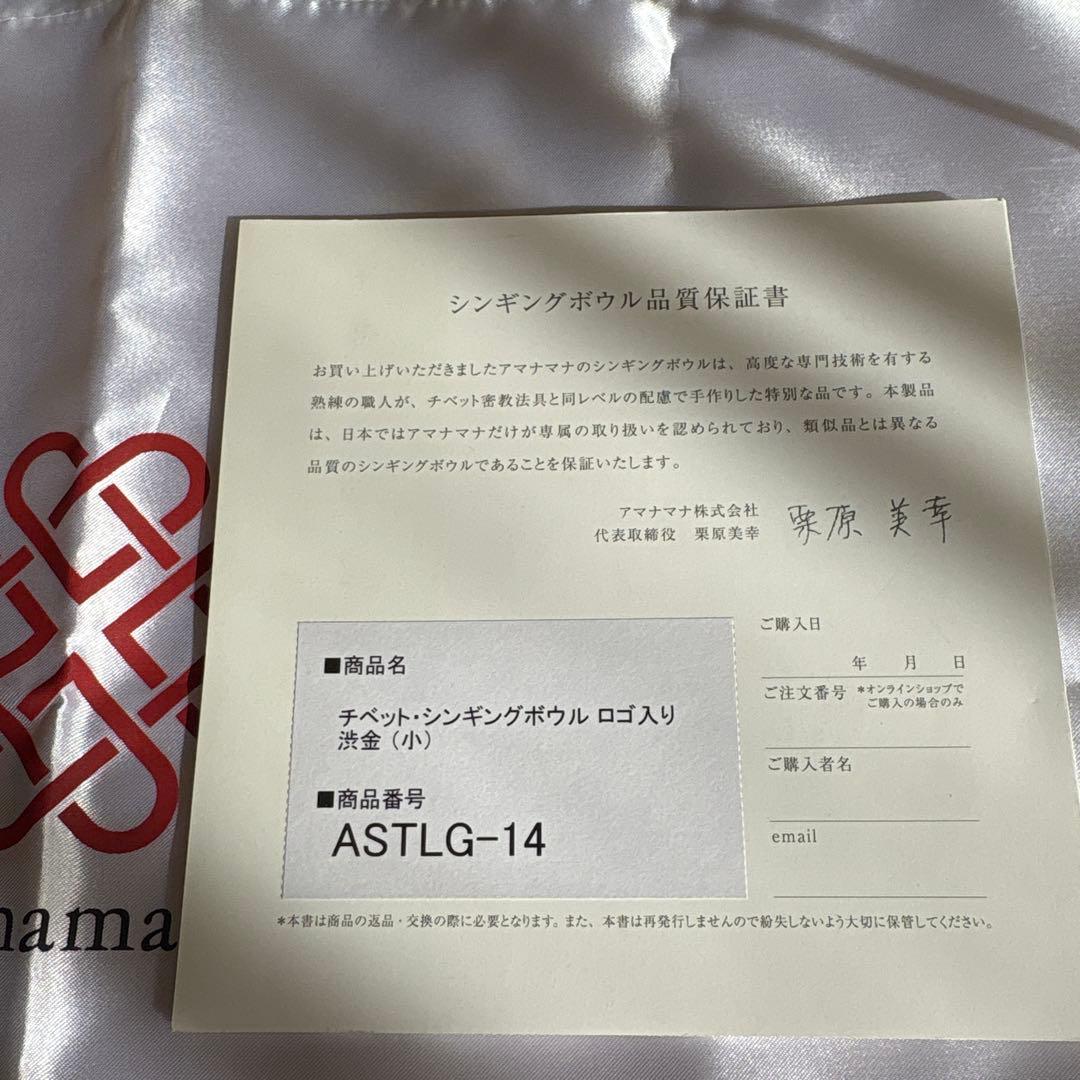 シンギングボウル品質保証書
お買い上げいただきましたアマナマナのシンギングボウルは、高度な専門技術を有する
熟練の職人が、チベット密教法具と同レベルの配慮で手作りした特別な品です。本製品
は、日本ではアマナマナだけが専属の取り扱いを認められており、類似品とは異なる
品質のシンギングボウルであることを保証いたします。
アマナマナ株式会社
代表取締役　栗原美幸　栗原 美幸
■商品名
チベット・シンギングボウル ロゴ入り
渋金（小）
■商品番号
ASTLG-14
ご購入日
年　月　日
ご注文番号 *オンラインショップで
ご購入の場合のみ
ご購入者名
email
*本書は商品の返品・交換の際に必要となります。また、本書は再発行しませんので紛失しないよう大切に保管してください。
nama